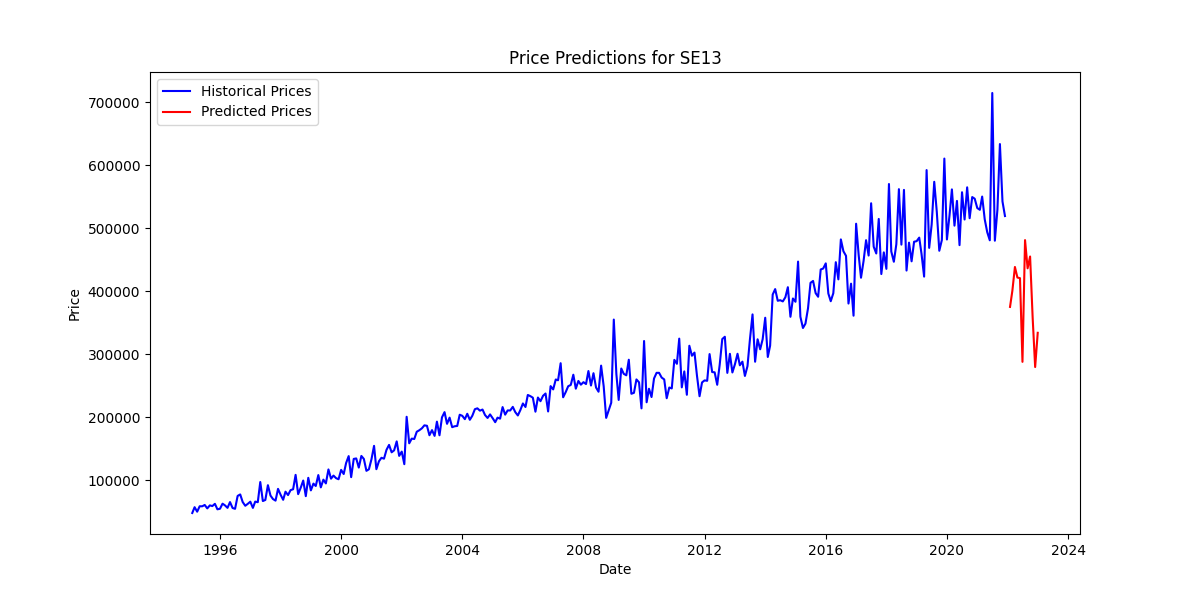 Price Predictions for SE13
Historical Prices
Predicted Prices
700000
600000
500000
400000
300000
200000
100000
Price
1996 2000 2004 2008 2012 2016 2020 2024
Date